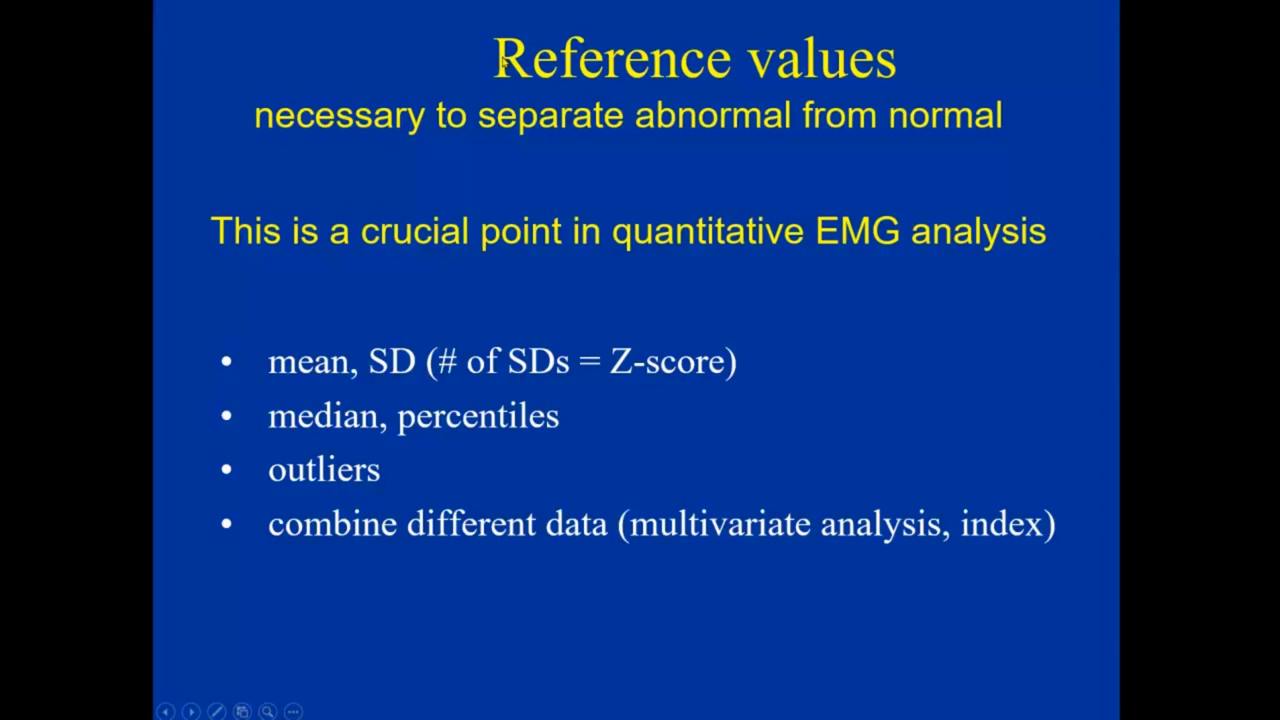 Reference values
necessary to separate abnormal from normal
This is a crucial point in quantitative EMG analysis
• mean, SD (# of SDs = Z-score)
• median, percentiles
• outliers
• combine different data (multivariate analysis, index)